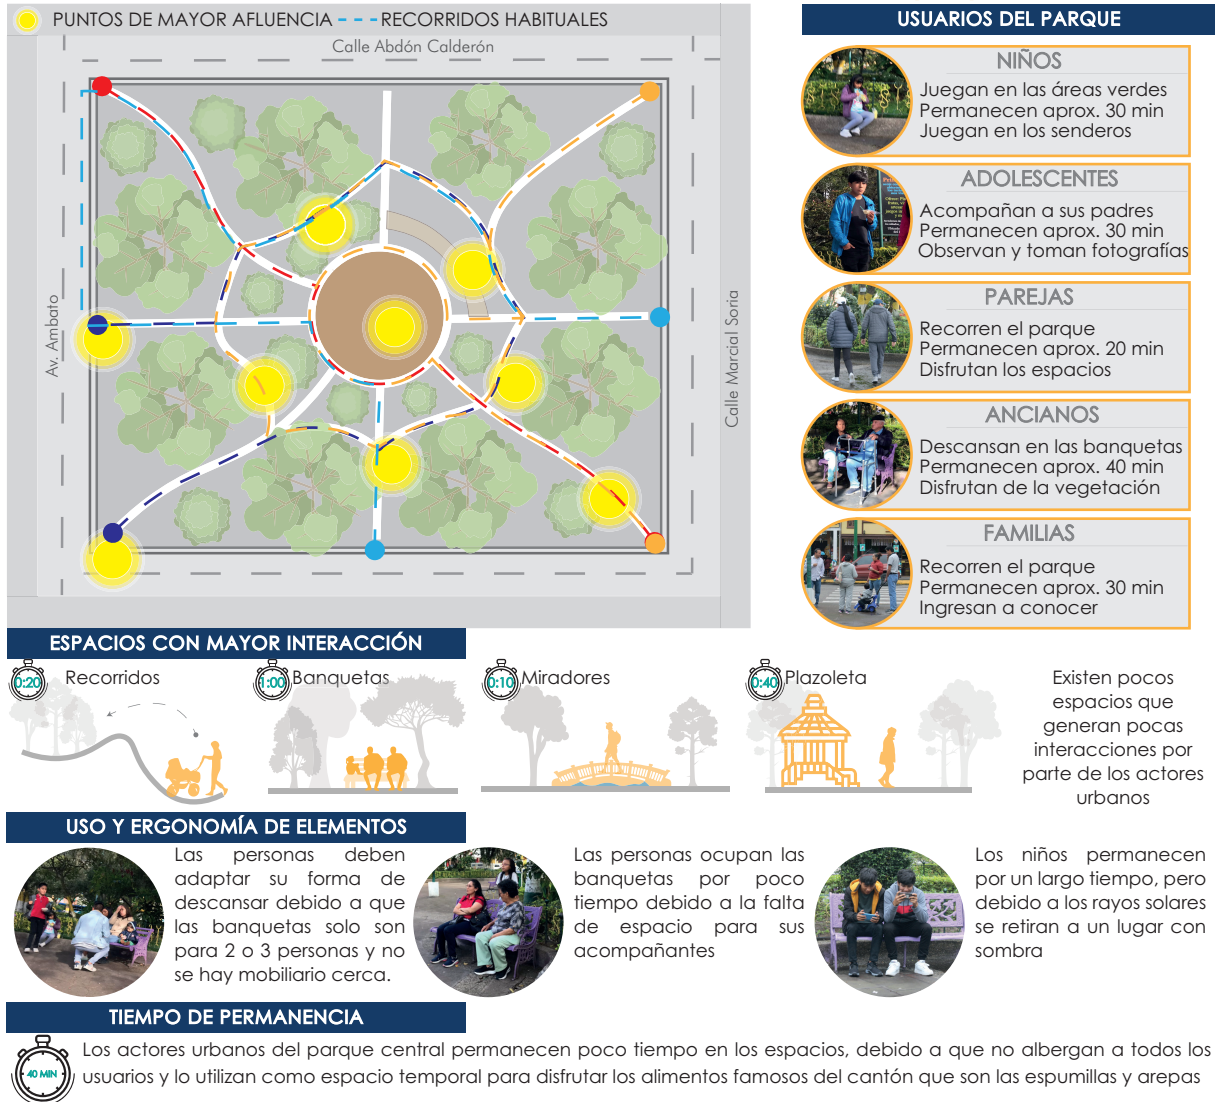 PUNTOS DE MAYOR AFLUENCIA
RECORRIDOS HABITUALES
Calle Abdón Calderón
Av. Ambato
Calle Marcial Soria
USUARIOS DEL PARQUE
NIÑOS
Juegan en las áreas verdes
Permanecen aprox. 30 min
Juegan en los senderos
ADOLESCENTES
Acompañan a sus padres
Permanecen aprox. 30 min
Observan y toman fotografías
PAREJAS
Recorren el parque
Permanecen aprox. 20 min
Disfrutan los espacios
ANCIANOS
Descansan en las banquetas
Permanecen aprox. 40 min
Disfrutan de la vegetación
FAMILIAS
Recorren el parque
Permanecen aprox. 30 min
Ingresan a conocer
ESPACIOS CON MAYOR INTERACCIÓN
0:20 Recorridos
1:00 Banquetas
0:10 Miradores
0:40 Plazoleta
Existen pocos
espacios que
generan pocas
interacciones por
parte de los actores
urbanos
USO Y ERGONOMÍA DE ELEMENTOS
Las personas deben
adaptar su forma de
descansar debido a que
las banquetas solo son
para 2 o 3 personas y no
se hay mobiliario cerca.
Las personas ocupan las
banquetas por poco
tiempo debido a la falta
de espacio para sus
acompañantes
Los niños permanecen
por un largo tiempo, pero
debido a los rayos solares
se retiran a un lugar con
sombra
TIEMPO DE PERMANENCIA
40 MIN
Los actores urbanos del parque central permanecen poco tiempo en los espacios, debido a que no albergan a todos los
usuarios y lo utilizan como espacio temporal para disfrutar los alimentos famosos del cantón que son las espumillas y arepas